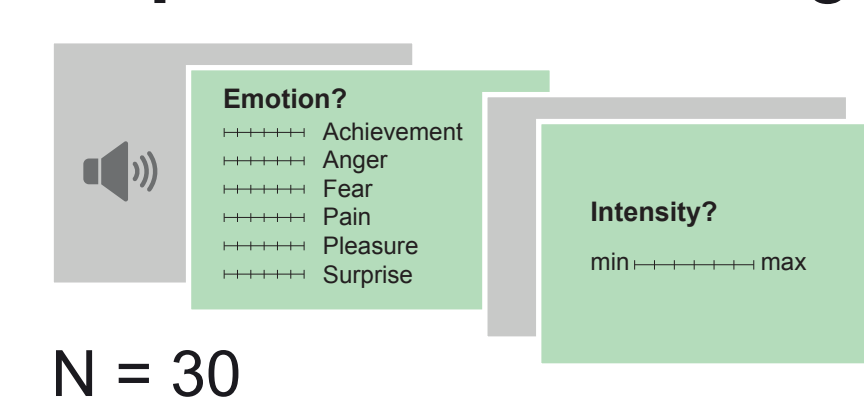 Emotion?
Achievement
Anger
Fear
Pain
Pleasure
Surprise
Intensity?
min max
N = 30